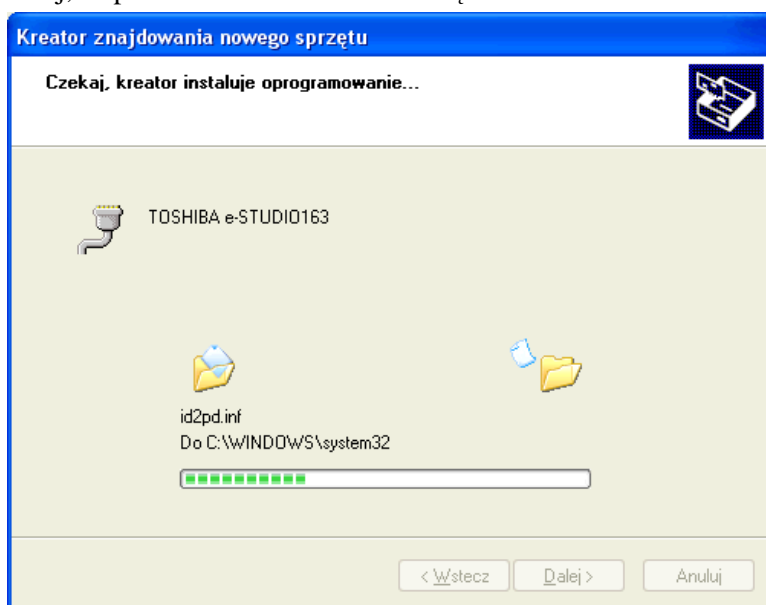 Kreator znajdowania nowego sprzętu
Czekaj, kreator instaluje oprogramowanie...
TOSHIBA e-STUDIO163
id2pd.inf
Do C:\WINDOWS\system32
< Wstecz
Dalej >
Anuluj